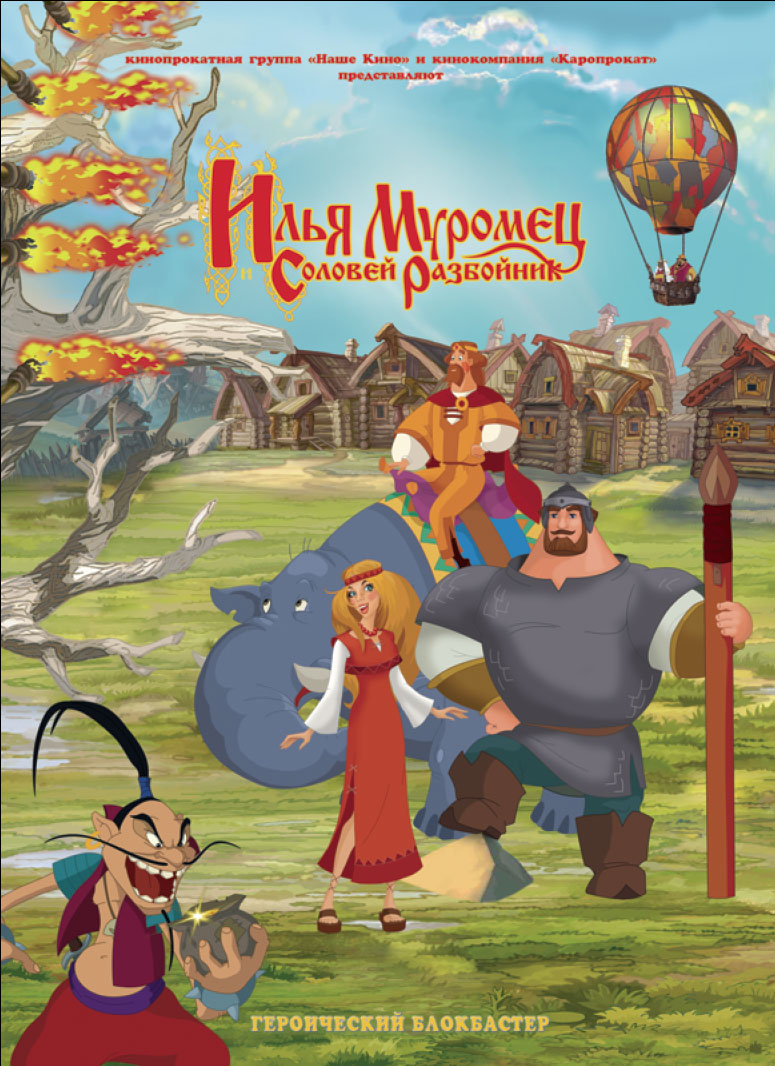 кинопрокатная группа «Наше Кино» и кинокомпания «Каропрокат»
представляют
Илья Муромец
и Соловей Разбойник
ГЕРОИЧЕСКИЙ БЛОКБАСТЕР